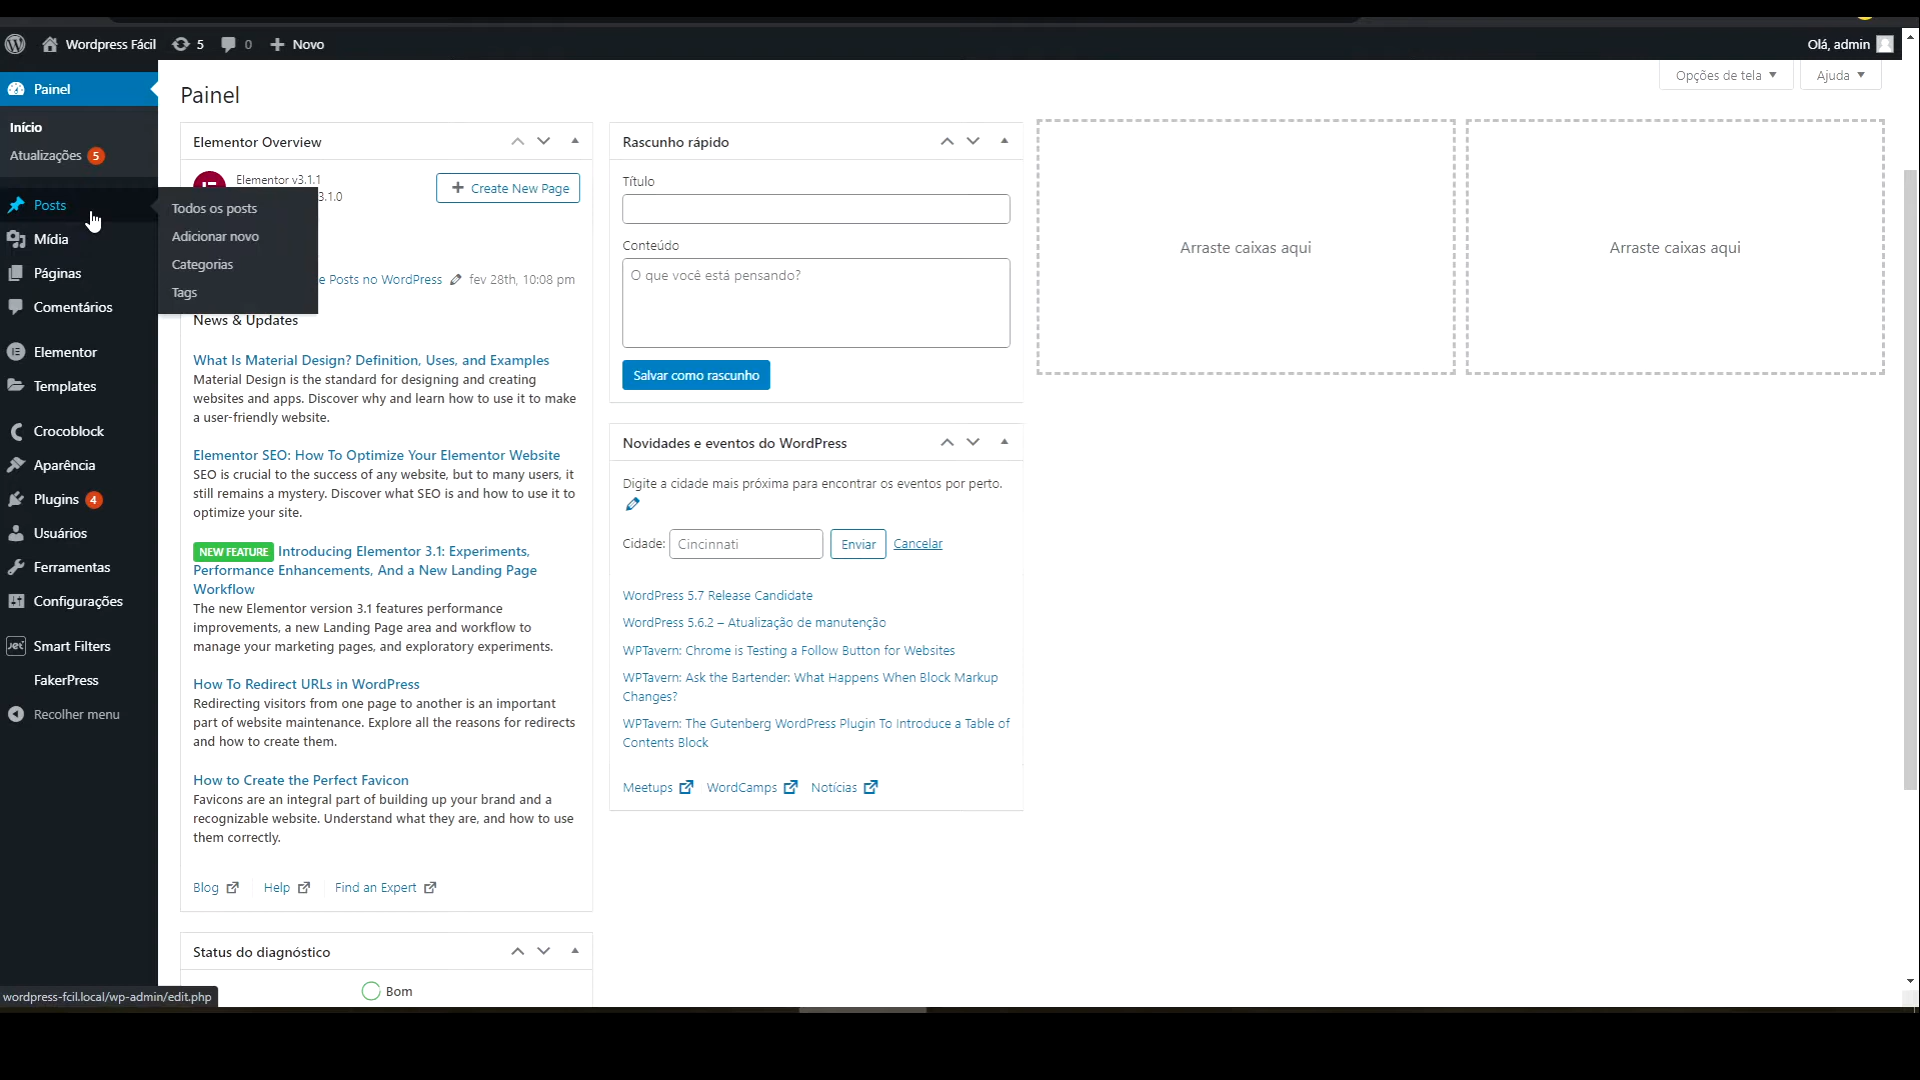 Wordpress Fácil 5 0 Novo
Olá, admin
Painel
Início
Atualizações 5
Posts
Mídia
Páginas
Comentários
Elementor
Templates
Crocoblock
Aparência
Plugins 4
Usuários
Ferramentas
Configurações
Smart Filters
FakerPress
Recolher menu
Todos os posts
Adicionar novo
Categorias
Tags
Opções de tela
Ajuda
Painel
Elementor Overview
Elementor v3.1.1
3.1.0
Create New Page
e Posts no WordPress fev 28th, 10:08 pm
News & Updates
What Is Material Design? Definition, Uses, and Examples
Material Design is the standard for designing and creating
websites and apps. Discover why and learn how to use it to make
a user-friendly website.
Elementor SEO: How To Optimize Your Elementor Website
SEO is crucial to the success of any website, but to many users, it
still remains a mystery. Discover what SEO is and how to use it to
optimize your site.
NEW FEATURE Introducing Elementor 3.1: Experiments,
Performance Enhancements, And a New Landing Page
Workflow
The new Elementor version 3.1 features performance
improvements, a new Landing Page area and workflow to
manage your marketing pages, and exploratory experiments.
How To Redirect URLs in WordPress
Redirecting visitors from one page to another is an important
part of website maintenance. Explore all the reasons for redirects
and how to create them.
How to Create the Perfect Favicon
Favicons are an integral part of building up your brand and a
recognizable website. Understand what they are, and how to use
them correctly.
Blog Help Find an Expert
Status do diagnóstico
Bom
Rascunho rápido
Título
Conteúdo
O que você está pensando?
Salvar como rascunho
Novidades e eventos do WordPress
Digite a cidade mais próxima para encontrar os eventos por perto.
Cidade: Cincinnati Enviar Cancelar
WordPress 5.7 Release Candidate
WordPress 5.6.2 – Atualização de manutenção
WPTavern: Chrome is Testing a Follow Button for Websites
WPTavern: Ask the Bartender: What Happens When Block Markup
Changes?
WPTavern: The Gutenberg WordPress Plugin To Introduce a Table of
Contents Block
Meetups WordCamps Notícias
Arraste caixas aqui
Arraste caixas aqui
wordpress-fcil.local/wp-admin/edit.php